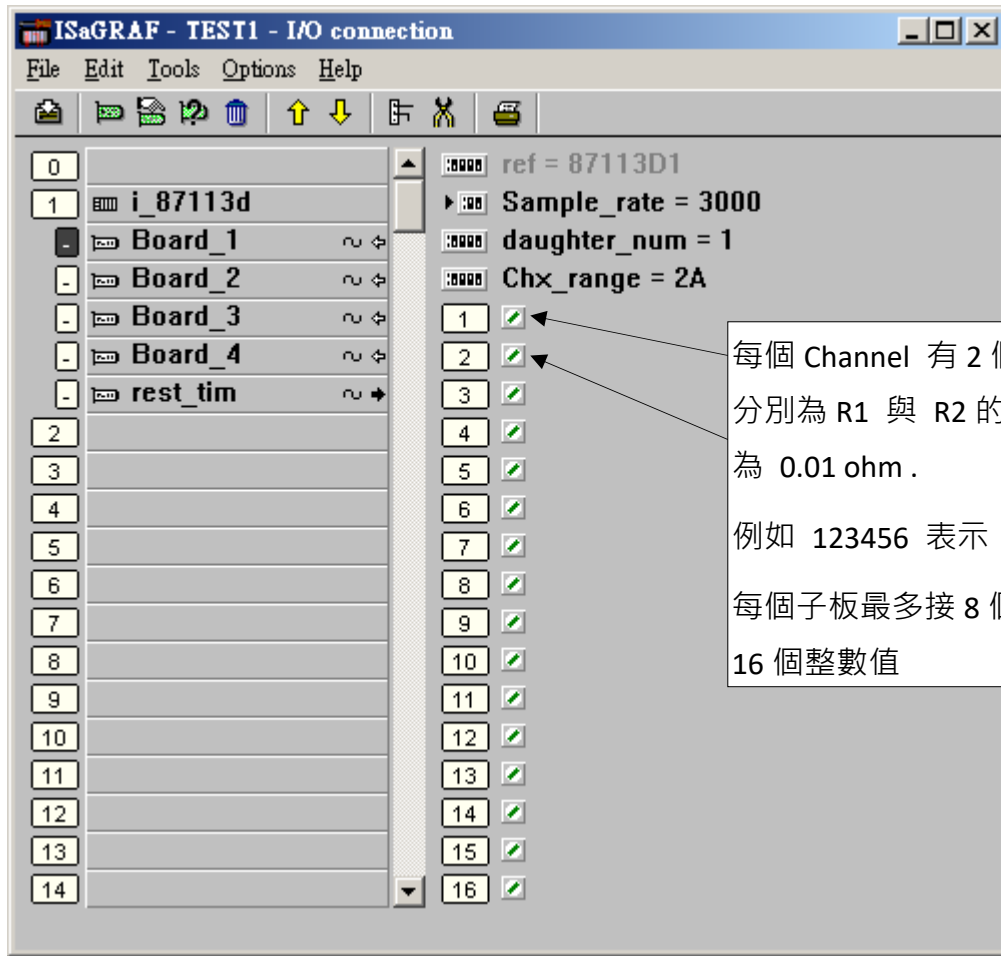 ISaGRAF - TEST1 - I/O connection
File Edit Tools Options Help
0
1 i_87113d
- Board_1
- Board_2
- Board_3
- Board_4
- rest_tim
2
3
4
5
6
7
8
9
10
11
12
13
14
ref = 87113D1
Sample_rate = 3000
daughter_num = 1
Chx_range = 2A
1
2
3
4
5
6
7
8
9
10
11
12
13
14
15
16
每個 Channel 有 2
分別為 R1 與 R2 的
為 0.01 ohm .
例如 123456 表示
每個子板最多接 8
16 個整數值